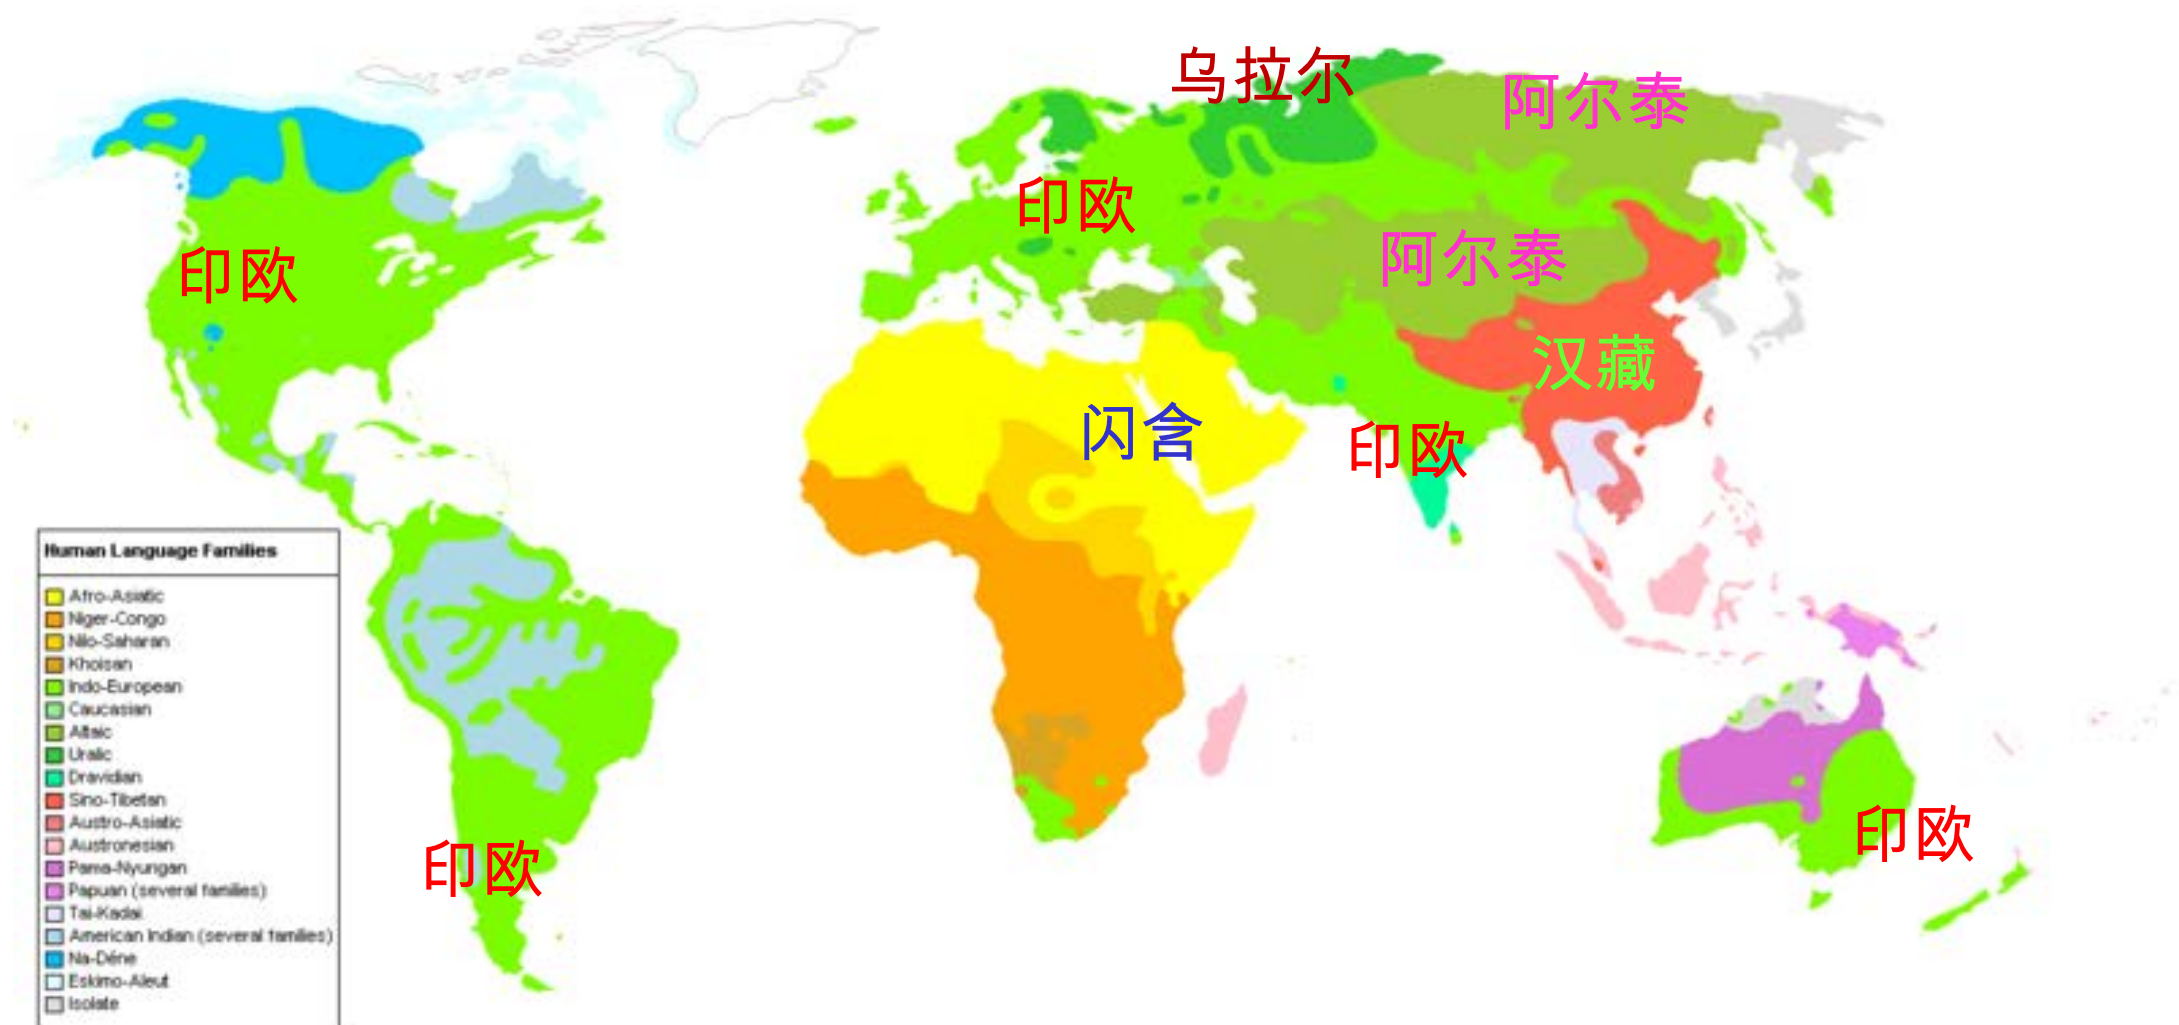 乌拉尔
阿尔泰
印欧
阿尔泰
印欧
汉藏
闪含
印欧
印欧
印欧
Human Language Families
Afro-Asiatic
Niger-Congo
Nilo-Saharan
Khoisan
Indo-European
Caucasian
Altaic
Uralic
Dravidian
Sino-Tibetan
Austro-Asiatic
Austronesian
Pama-Nyungan
Papuan (several families)
Tai-Kadai
American Indian (several families)
Na-Déne
Eskimo-Aleut
Isolate